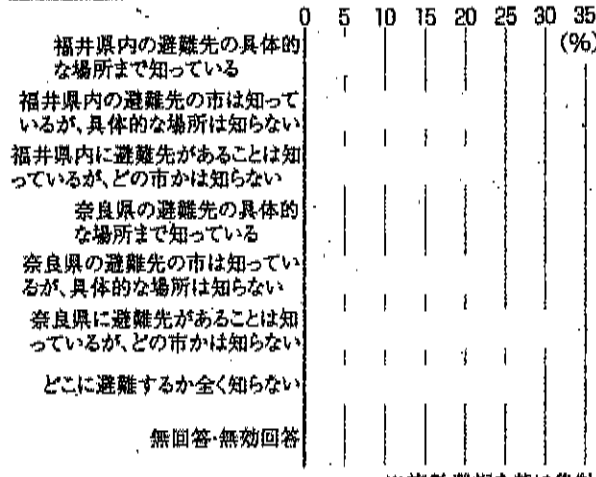 0 5 10 15 20 25 30 35
(%)
福井県内の避難先の具体的
な場所まで知っている
福井県内の避難先の市は知って
いるが、具体的な場所は知らない
福井県内に避難先があることは知
っているが、どの市かは知らない
奈良県の避難先の具体的
な場所まで知っている
奈良県の避難先の市は知ってい
るが、具体的な場所は知らない
奈良県に避難先があることは知
っているが、どの市かは知らない
どこに避難するか全く知らない
無回答・無効回答